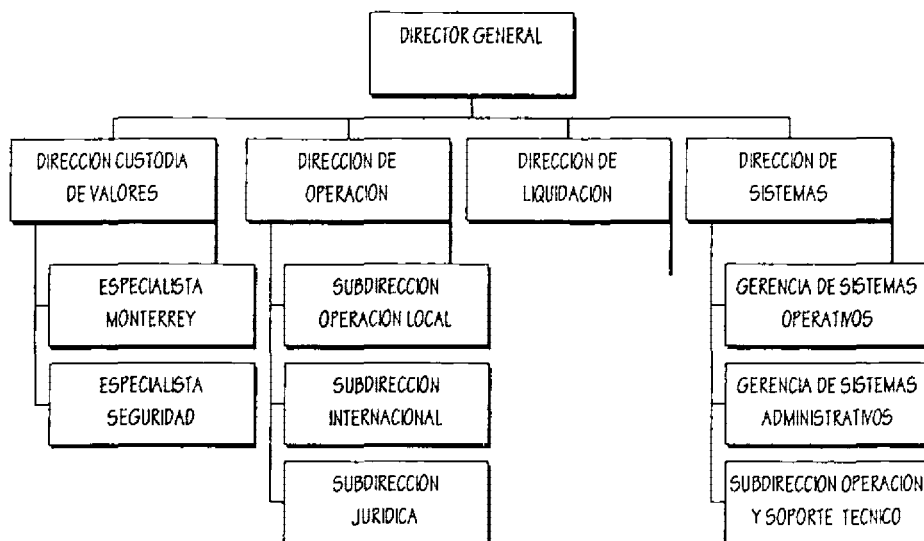 DIRECTOR GENERAL
DIRECCION CUSTODIA
DE VALORES
DIRECCION DE
OPERACION
DIRECCION DE
LIQUIDACION
DIRECCION DE
SISTEMAS
ESPECIALISTA
MONTERREY
ESPECIALISTA
SEGURIDAD
SUBDIRECCION
OPERACION LOCAL
SUBDIRECCION
INTERNACIONAL
SUBDIRECCION
JURIDICA
GERENCIA DE SISTEMAS
OPERATIVOS
GERENCIA DE SISTEMAS
ADMINISTRATIVOS
SUBDIRECCION OPERACION
Y SOPORTE TECNICO